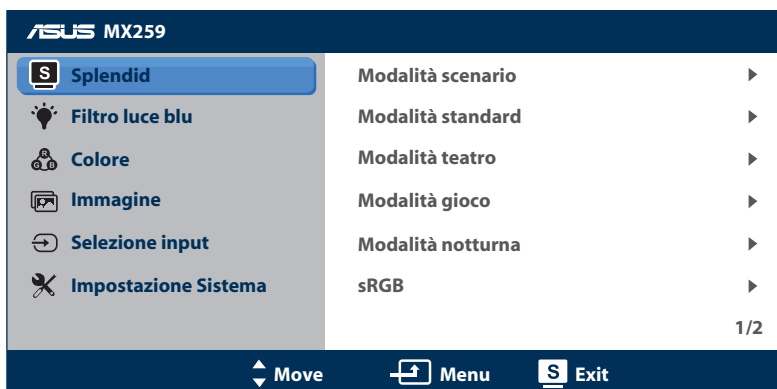 ASUS MX259
Splendid
Filtro luce blu
Colore
R
G B
Immagine
Selezione input
Impostazione Sistema
Modalità scenario
Modalità standard
Modalità teatro
Modalità gioco
Modalità notturna
sRGB
1/2
Move
Menu
S Exit